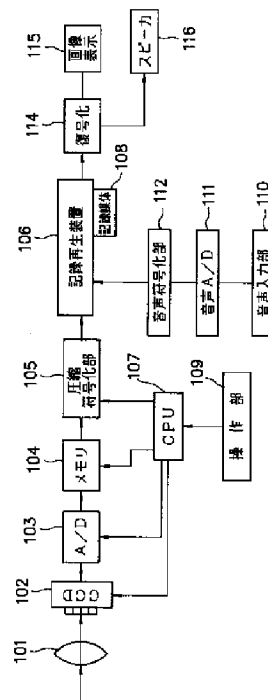 101
102
CCD
103
A/D
104
メモリ
105
圧縮
符号化部
106
記録再生装置
108
記録媒体
114
復号化
115
画像
表示
スピーカ
116
107
CPU
109
操作部
112
音声符号化部
111
音声A/D
110
音声入力部